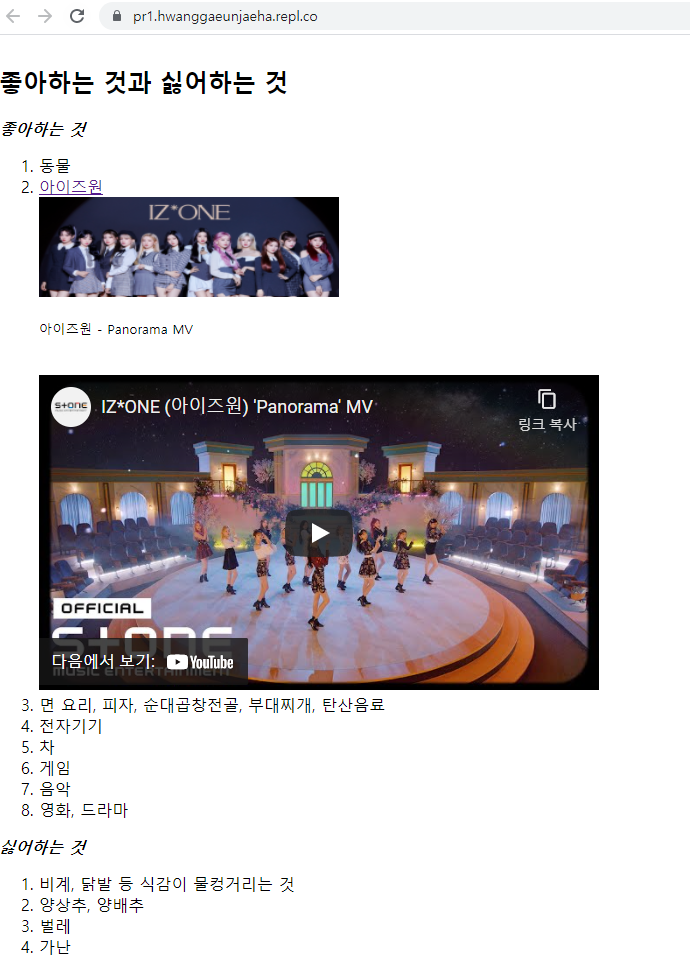 pr1.hwanggaeunjaeha.repl.co
좋아하는 것과 싫어하는 것
좋아하는 것
1. 동물
2. 아이즈원
IZ*ONE
아이즈원 - Panorama MV
STONE
IZ*ONE (아이즈원) 'Panorama' MV
링크 복사
OFFICIAL
STONE
MUSIC ENTERTAINMENT
다음에서 보기: YouTube
3. 면 요리, 피자, 순대곱창전골, 부대찌개, 탄산음료
4. 전자기기
5. 차
6. 게임
7. 음악
8. 영화, 드라마
싫어하는 것
1. 비계, 닭발 등 식감이 물컹거리는 것
2. 양상추, 양배추
3. 벌레
4. 가난